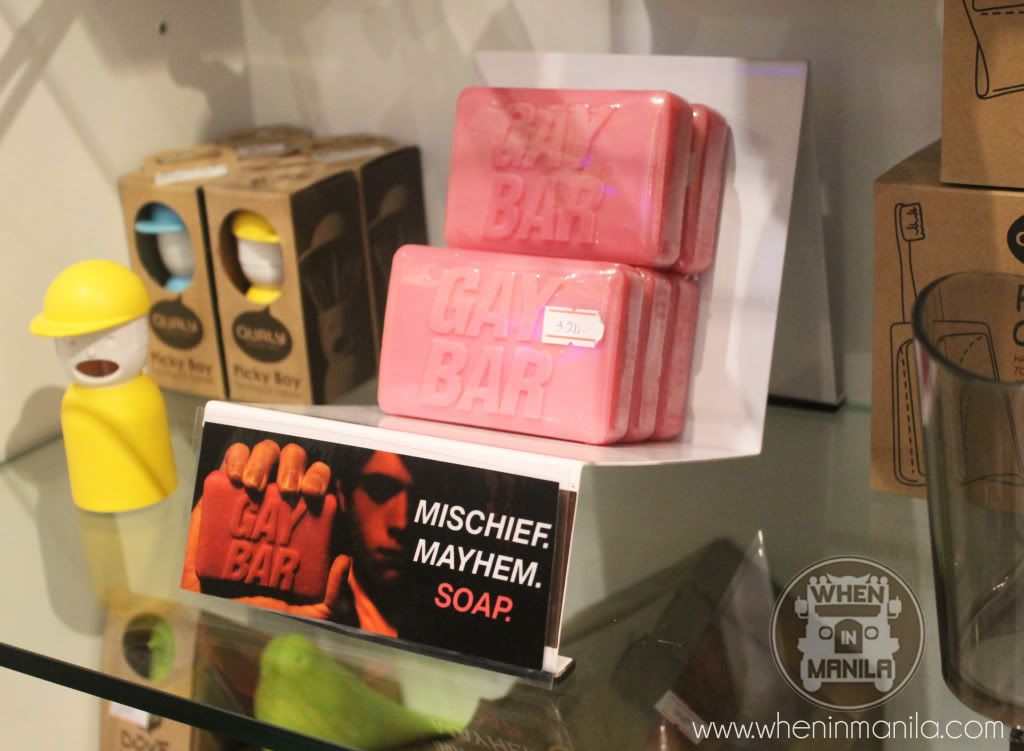 GAY
BAR
GAY
BAR
320.-
QUALY
Picky Boy
QUALY
Picky Boy
GAY
BAR
MISCHIEF.
MAYHEM.
SOAP.
WHEN
IN
MANILA
www.wheninmanila.com